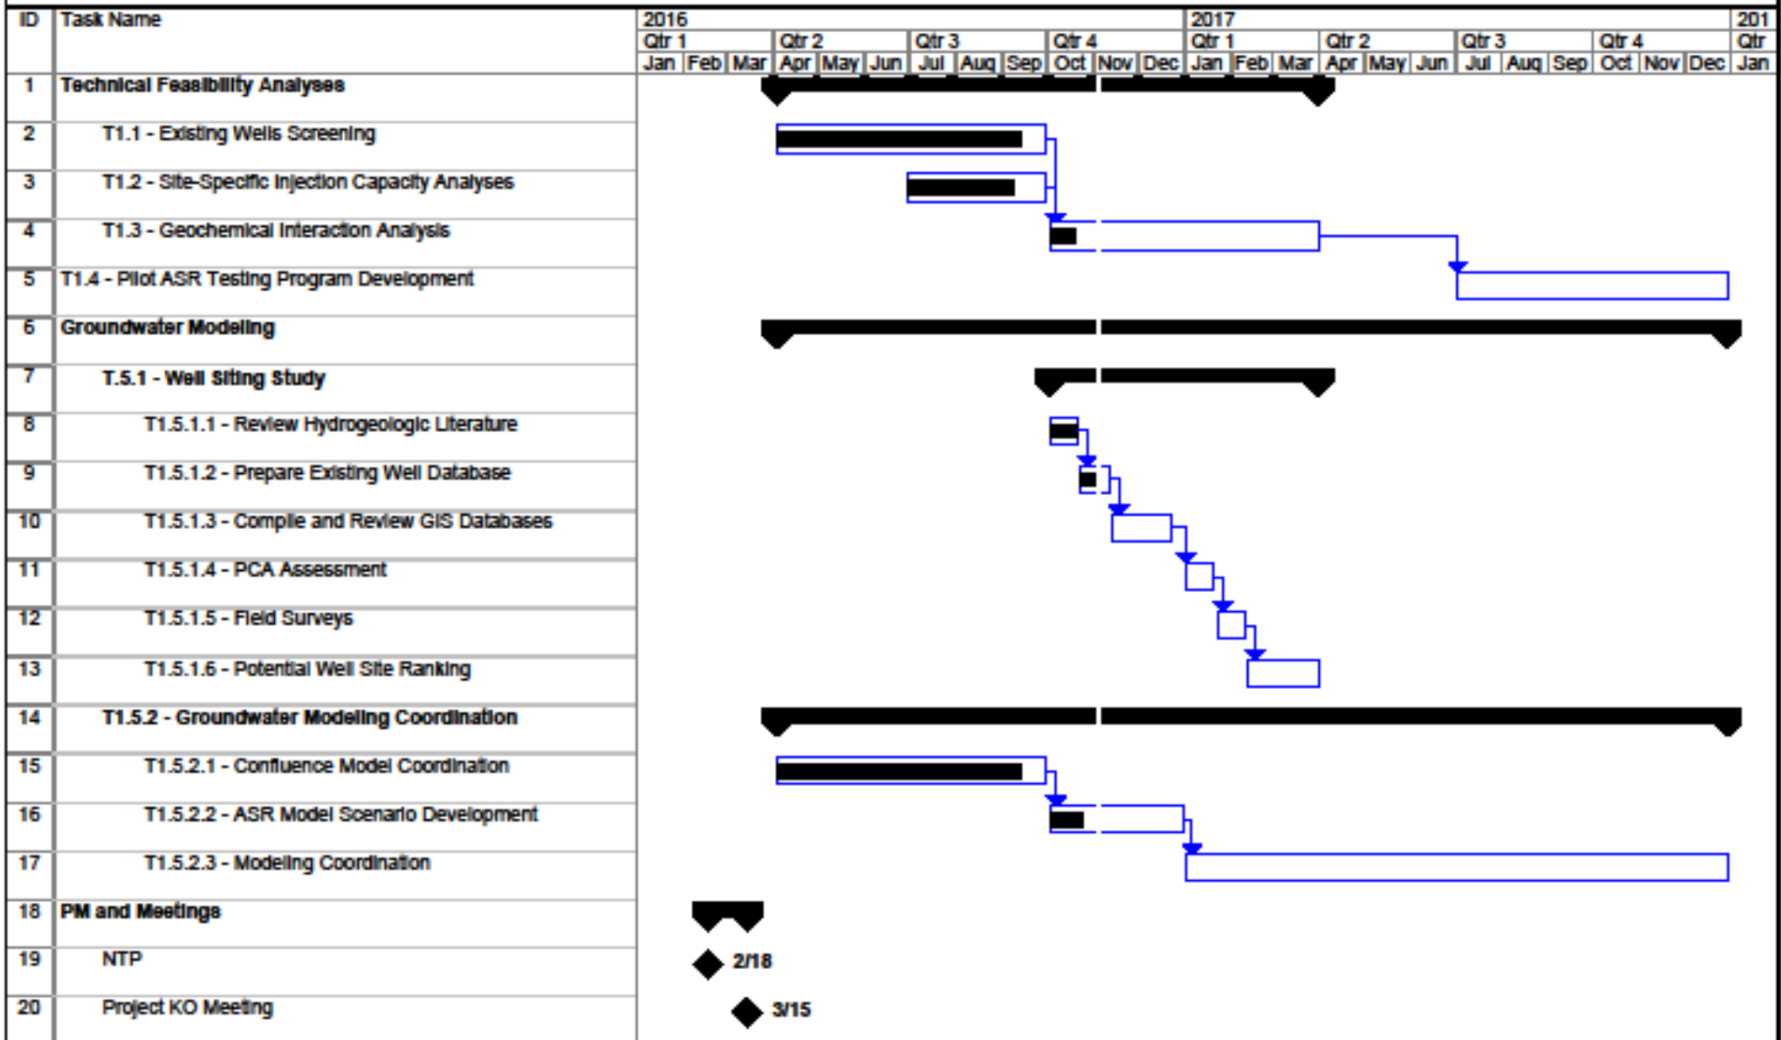 ID Task Name 2016 2017 201
Qtr 1 Qtr 2 Qtr 3 Qtr 4 Qtr 1 Qtr 2 Qtr 3 Qtr 4 Qtr
Jan Feb Mar Apr May Jun Jul Aug Sep Oct Nov Dec Jan Feb Mar Apr May Jun Jul Aug Sep Oct Nov Dec Jan
1 Technical Feasibility Analyses
2 T1.1 - Existing Wells Screening
3 T1.2 - Site-Specific Injection Capacity Analyses
4 T1.3 - Geochemical Interaction Analysis
5 T1.4 - Pilot ASR Testing Program Development
6 Groundwater Modeling
7 T.5.1 - Well Siting Study
8 T1.5.1.1 - Review Hydrogeologic Literature
9 T1.5.1.2 - Prepare Existing Well Database
10 T1.5.1.3 - Compile and Review GIS Databases
11 T1.5.1.4 - PCA Assessment
12 T1.5.1.5 - Field Surveys
13 T1.5.1.6 - Potential Well Site Ranking
14 T1.5.2 - Groundwater Modeling Coordination
15 T1.5.2.1 - Confluence Model Coordination
16 T1.5.2.2 - ASR Model Scenario Development
17 T1.5.2.3 - Modeling Coordination
18 PM and Meetings
19 NTP 2/18
20 Project KO Meeting 3/15